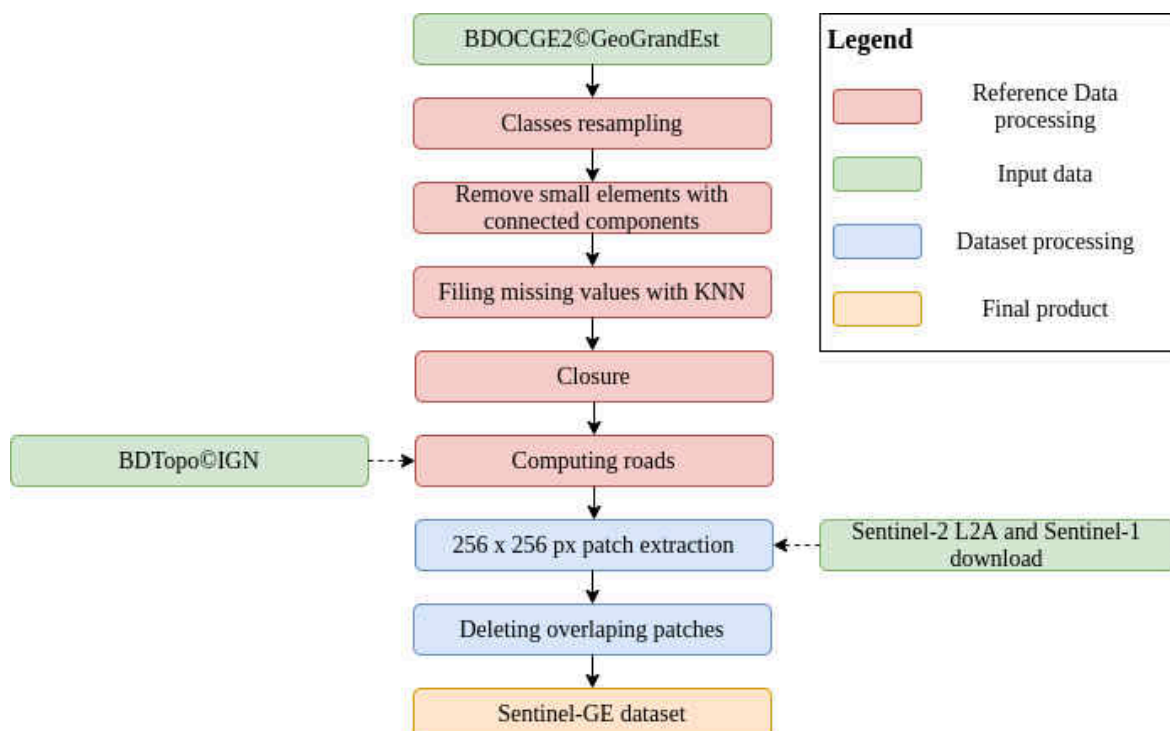 BDOCGE2©GeoGrandEst
Classes resampling
Remove small elements with
connected components
Filing missing values with KNN
Closure
BDTopo©IGN
Computing roads
256 x 256 px patch extraction
Sentinel-2 L2A and Sentinel-1
download
Deleting overlaping patches
Sentinel-GE dataset
Legend
Reference Data
processing
Input data
Dataset processing
Final product